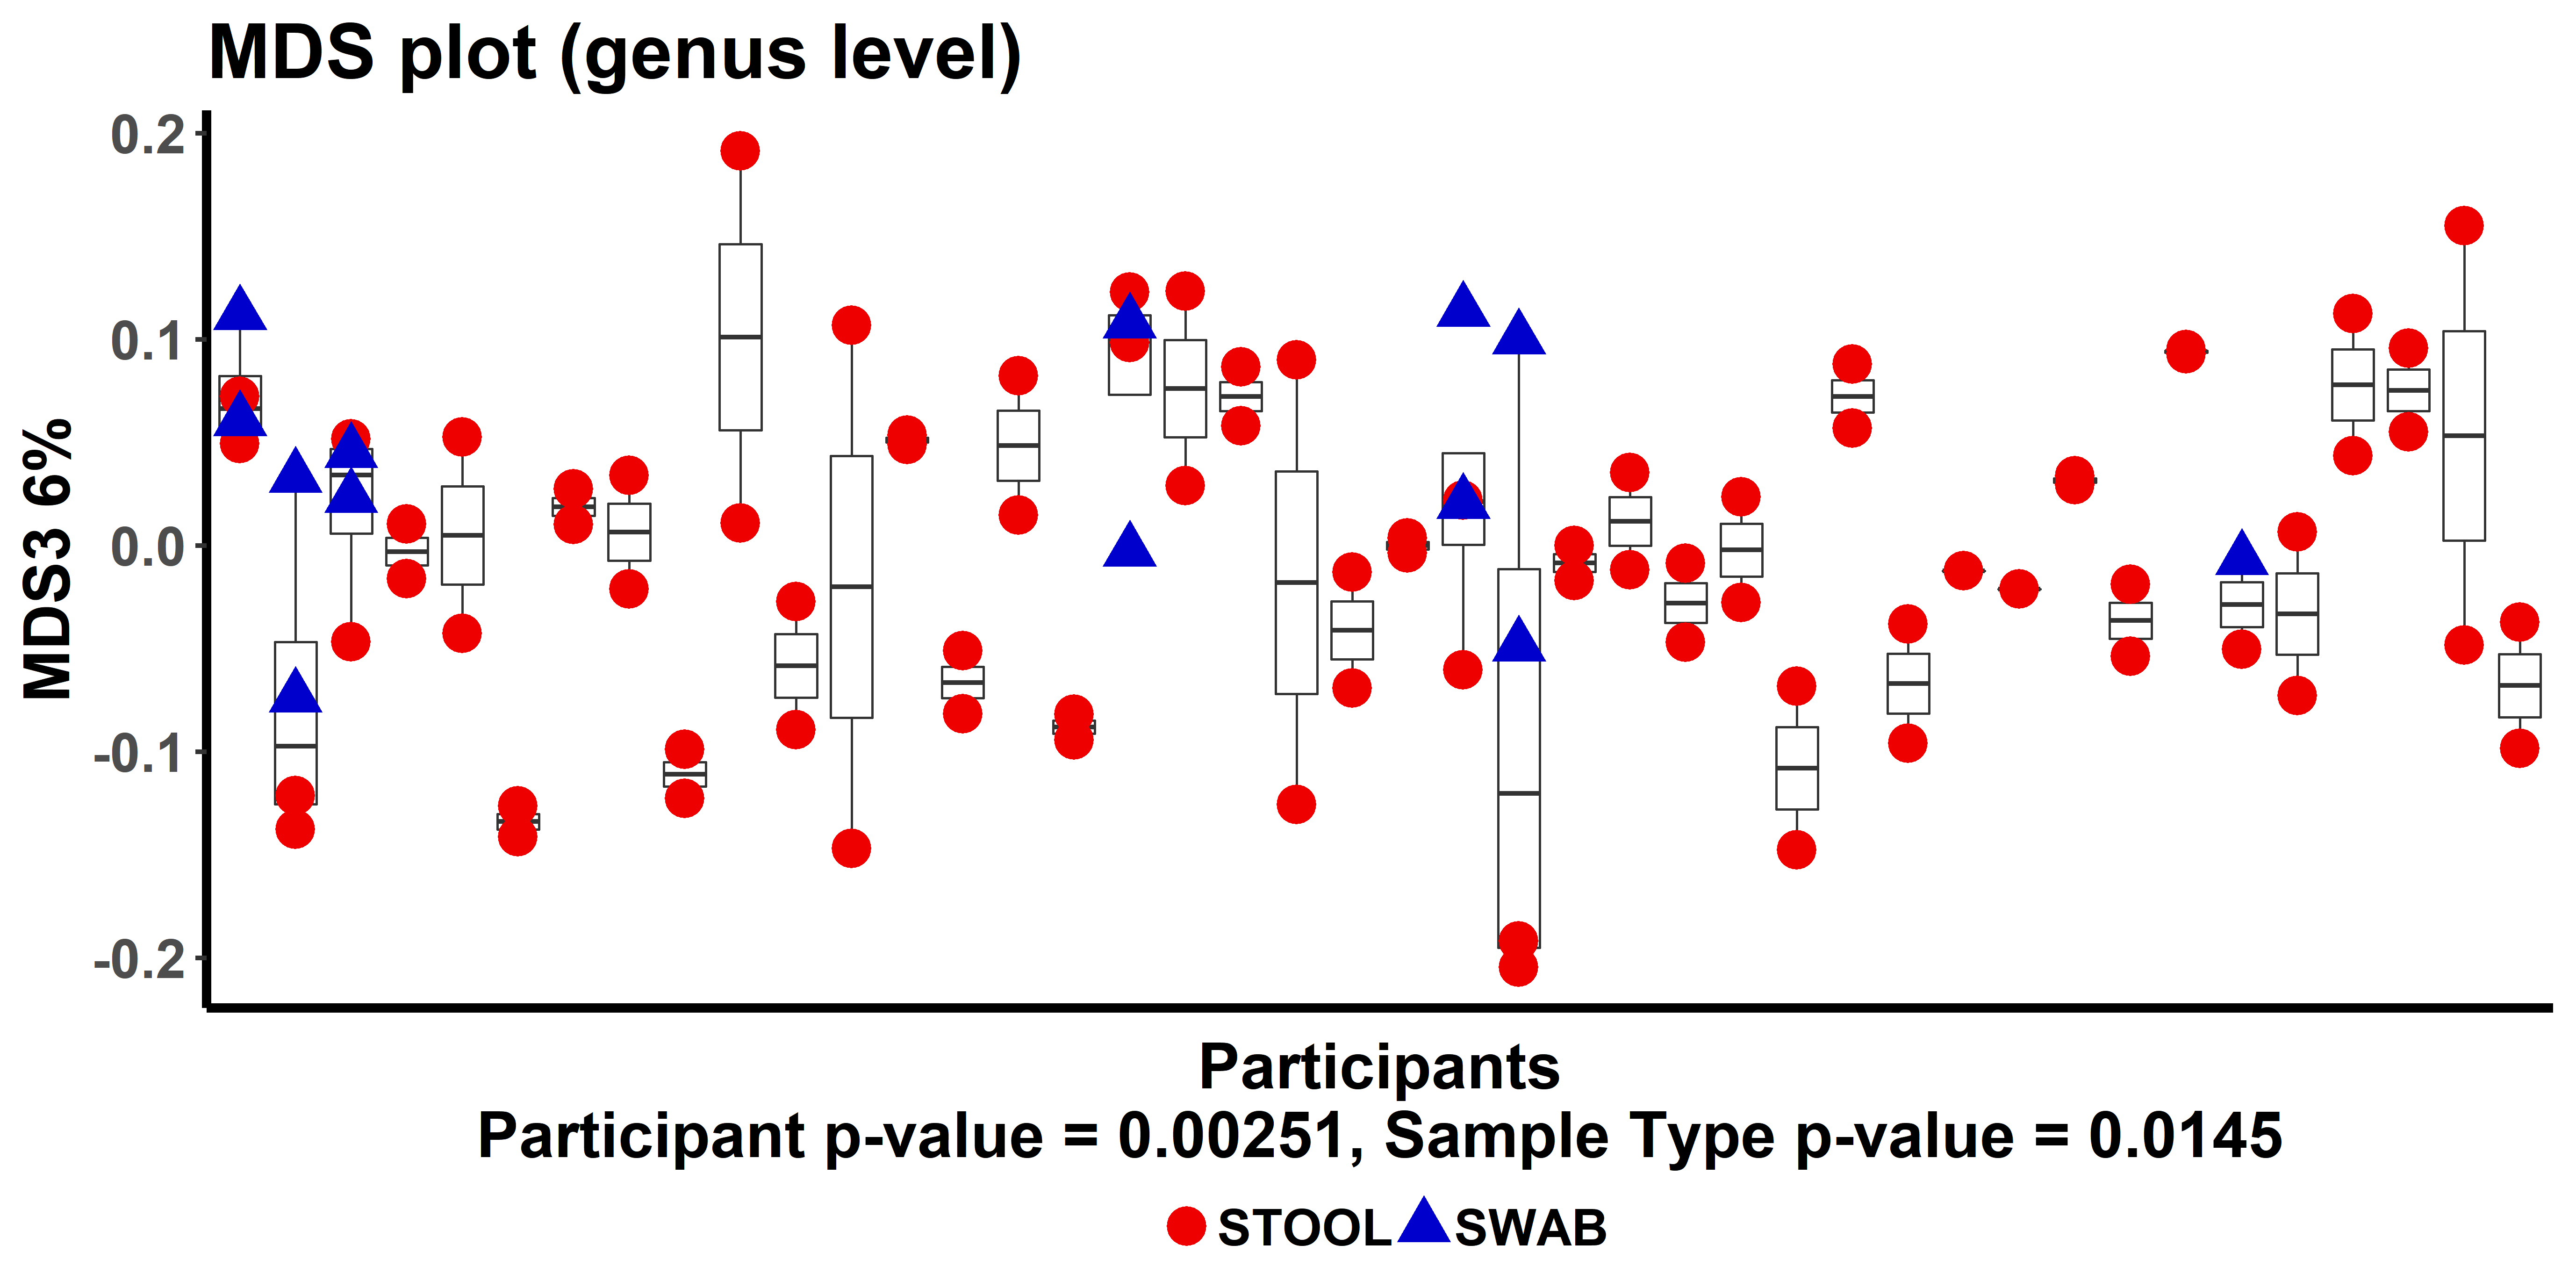 MDS plot (genus level)
MDS3 6%
0.2
0.1
0.0
-0.1
-0.2
Participants
Participant p-value = 0.00251, Sample Type p-value = 0.0145
STOOL SWAB